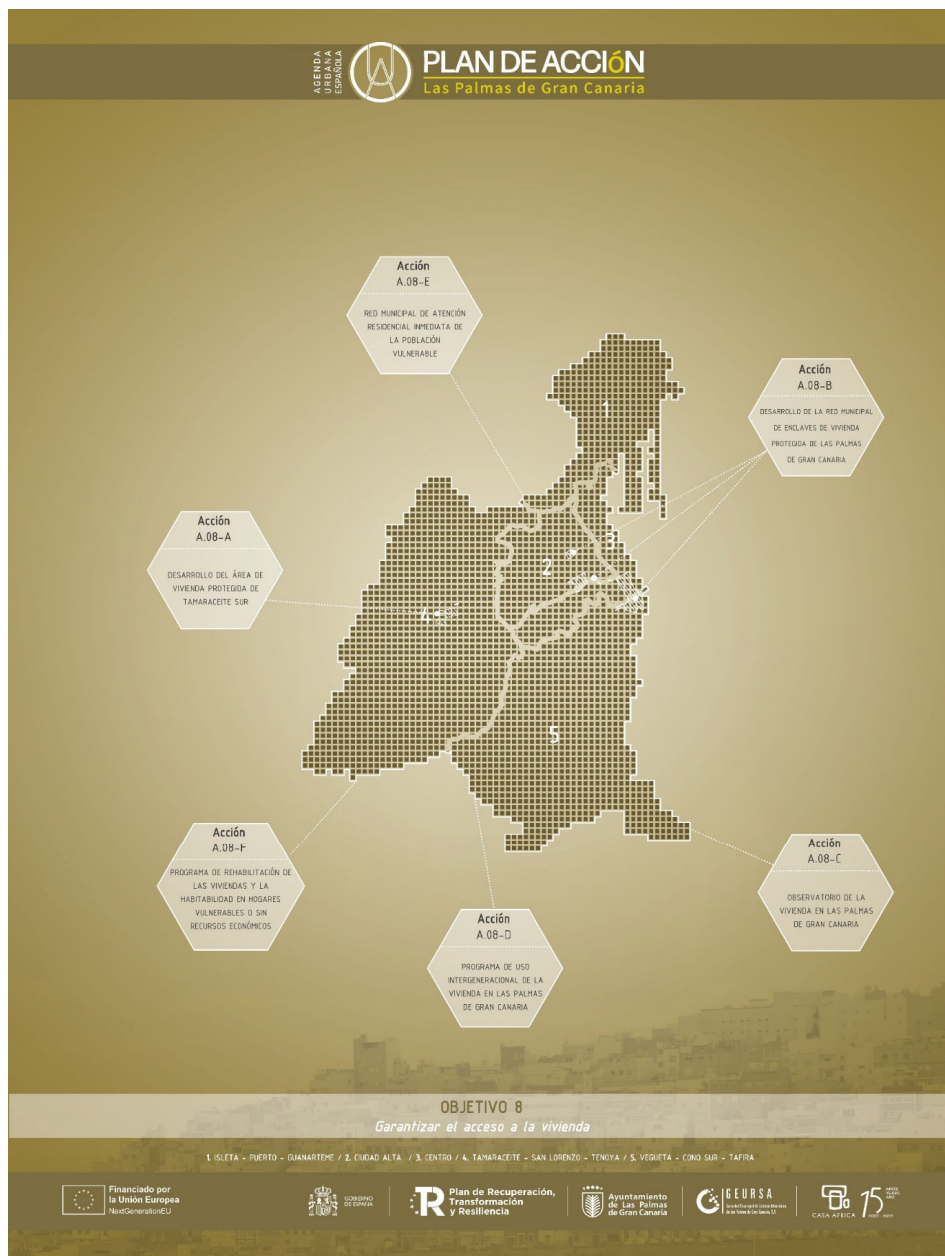 AGENDA
URBANA
ESPAÑOLA
PLAN DE ACCIÓN
Las Palmas de Gran Canaria
Acción
A.08-E
RED MUNICIPAL DE ATENCIÓN
RESIDENCIAL INMEDIATA DE
LA POBLACIÓN
VULNERABLE
Acción
A.08-B
DESARROLLO DE LA RED MUNICIPAL
DE ENCLAVES DE VIVIENDA
PROTEGIDA DE LAS PALMAS
DE GRAN CANARIA
Acción
A.08-A
DESARROLLO DEL ÁREA DE
VIVIENDA PROTEGIDA DE
TAMARACEITE SUR
1
2
3
4
5
Acción
A.08-F
PROGRAMA DE REHABILITACIÓN DE
LAS VIVIENDAS Y LA
HABITABILIDAD EN HOGARES
VULNERABLES O SIN
RECURSOS ECONÓMICOS
Acción
A.08-C
OBSERVATORIO DE LA
VIVIENDA EN LAS PALMAS
DE GRAN CANARIA
Acción
A.08-D
PROGRAMA DE USO
INTERGENERACIONAL DE LA
VIVIENDA EN LAS PALMAS
DE GRAN CANARIA
OBJETIVO 8
Garantizar el acceso a la vivienda
1. ISLETA - PUERTO - GUANARTEME / 2. CIUDAD ALTA / 3. CENTRO / 4. TAMARACEITE - SAN LORENZO - TENOYA / 5. VEGUETA - CONO SUR - TAFIRA
Financiado por
la Unión Europea
NextGenerationEU
GOBIERNO
DE ESPAÑA
Plan de Recuperación,
Transformación
y Resiliencia
Ayuntamiento
de Las Palmas
de Gran Canaria
GEURSA
CASA AFRICA
15
AÑOS
YEARS
ANS